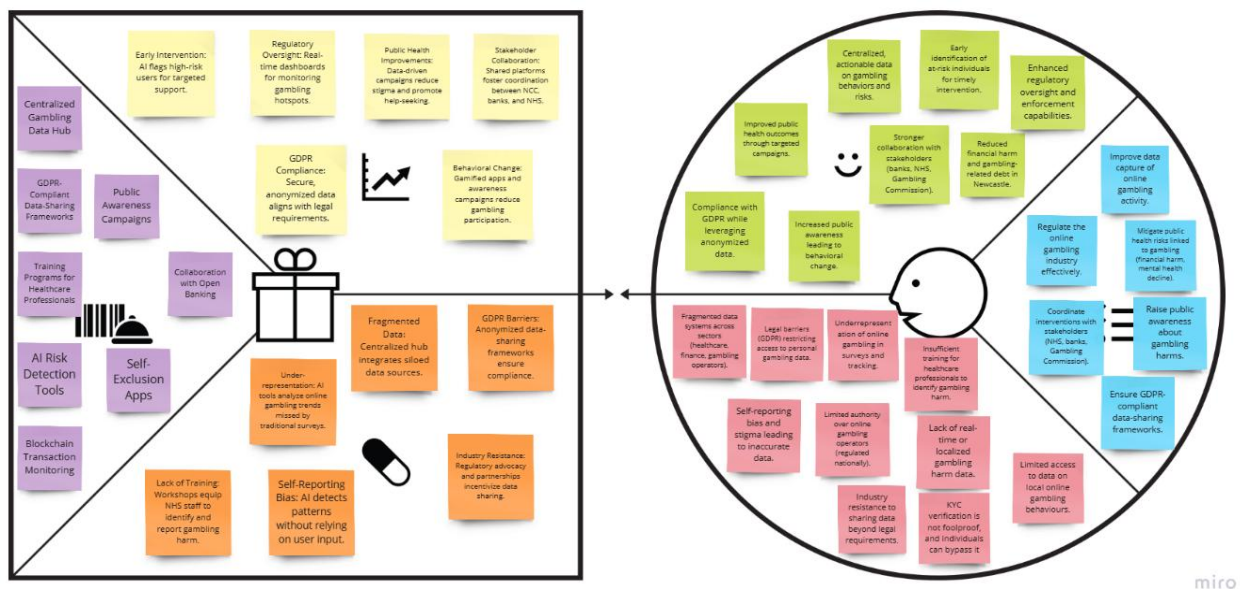 Early Intervention:
AI flags high-risk
users for targeted
support.
Regulatory
Oversight: Real-
time dashboards
for monitoring
gambling
hotspots.
Public Health
Improvements:
Data-driven
campaigns reduce
stigma and promote
help-seeking.
Stakeholder
Collaboration:
Shared platforms
foster coordination
between NCC,
banks, and NHS.
GDPR
Compliance:
Secure,
anonymized data
aligns with legal
requirements.
Behavioral Change:
Gamified apps and
awareness
campaigns reduce
gambling
participation.
Centralized
Gambling
Data Hub
GDPR-
Compliant
Data-Sharing
Frameworks
Public
Awareness
Campaigns
Training
Programs for
Healthcare
Professionals
Collaboration
with Open
Banking
AI Risk
Detection
Tools
Self-
Exclusion
Apps
Blockchain
Transaction
Monitoring
Fragmented
Data:
Centralized hub
integrates siloed
data sources.
GDPR Barriers:
Anonymized data-
sharing
frameworks
ensure
compliance.
Under-
representation: AI
tools analyze online
gambling trends
missed by
traditional surveys.
Industry Resistance:
Regulatory advocacy
and partnerships
incentivize data
sharing.
Lack of Training:
Workshops equip
NHS staff to
identify and
report gambling
harm.
Self-Reporting
Bias: AI detects
patterns
without relying
on user input.
Centralized,
actionable data
on gambling
behaviors and
risks.
Early
identification of
at-risk individuals
for timely
intervention.
Enhanced
regulatory
oversight and
enforcement
capabilities.
Improved public
health outcomes
through targeted
campaigns.
Stronger
collaboration with
stakeholders
(banks, NHS,
Gambling
Commission).
Reduced
financial harm
and gambling-
related debt in
Newcastle.
Compliance with
GDPR while
leveraging
anonymized
data.
Increased public
awareness
leading to
behavioral
change.
Improve data
capture of
online
gambling
activity.
Regulate the
online
gambling
industry
effectively.
Mitigate public
health risks linked
to gambling
(financial harm,
mental health
decline).
Coordinate
interventions with
stakeholders
(NHS, banks,
Gambling
Commission).
Raise public
awareness
about
gambling
harms.
Ensure GDPR-
compliant
data-sharing
frameworks.
Fragmented data
systems across
sectors
(healthcare,
finance, gambling
operators).
Legal barriers
(GDPR) restricting
access to personal
gambling data.
Underrepresent
ation of online
gambling in
surveys and
tracking.
Insufficient
training for
healthcare
professionals to
identify gambling
harm.
Self-reporting
bias and
stigma leading
to inaccurate
data.
Limited authority
over online
gambling
operators
(regulated
nationally).
Lack of real-
time or
localized
gambling
harm data.
Limited access
to data on
local online
gambling
behaviours.
Industry
resistance to
sharing data
beyond legal
requirements.
KYC
verification is
not foolproof,
and individuals
can bypass it
miro